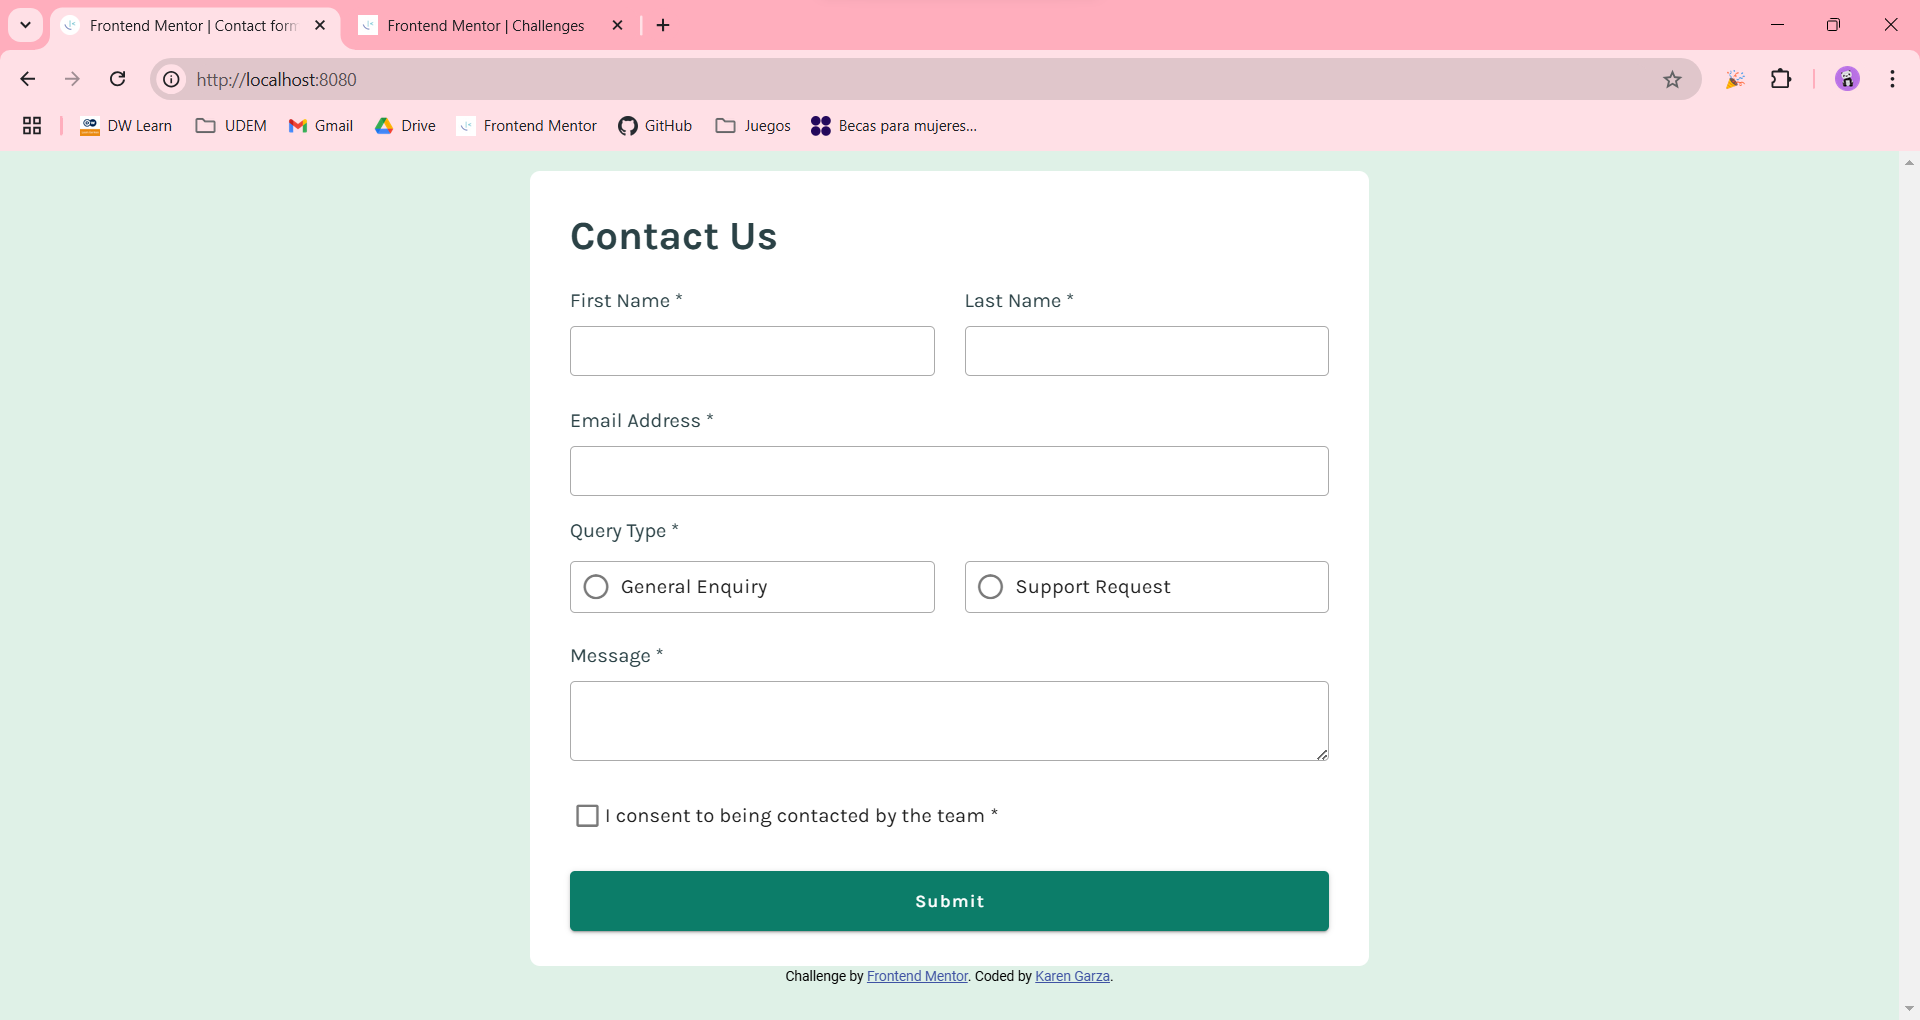 Frontend Mentor | Contact form
Frontend Mentor | Challenges
http://localhost:8080
DW Learn
UDEM
Gmail
Drive
Frontend Mentor
GitHub
Juegos
Becas para mujeres...
Contact Us
First Name * Last Name *
Email Address *
Query Type *
General Enquiry Support Request
Message *
I consent to being contacted by the team *
Submit
Challenge by Frontend Mentor. Coded by Karen Garza.